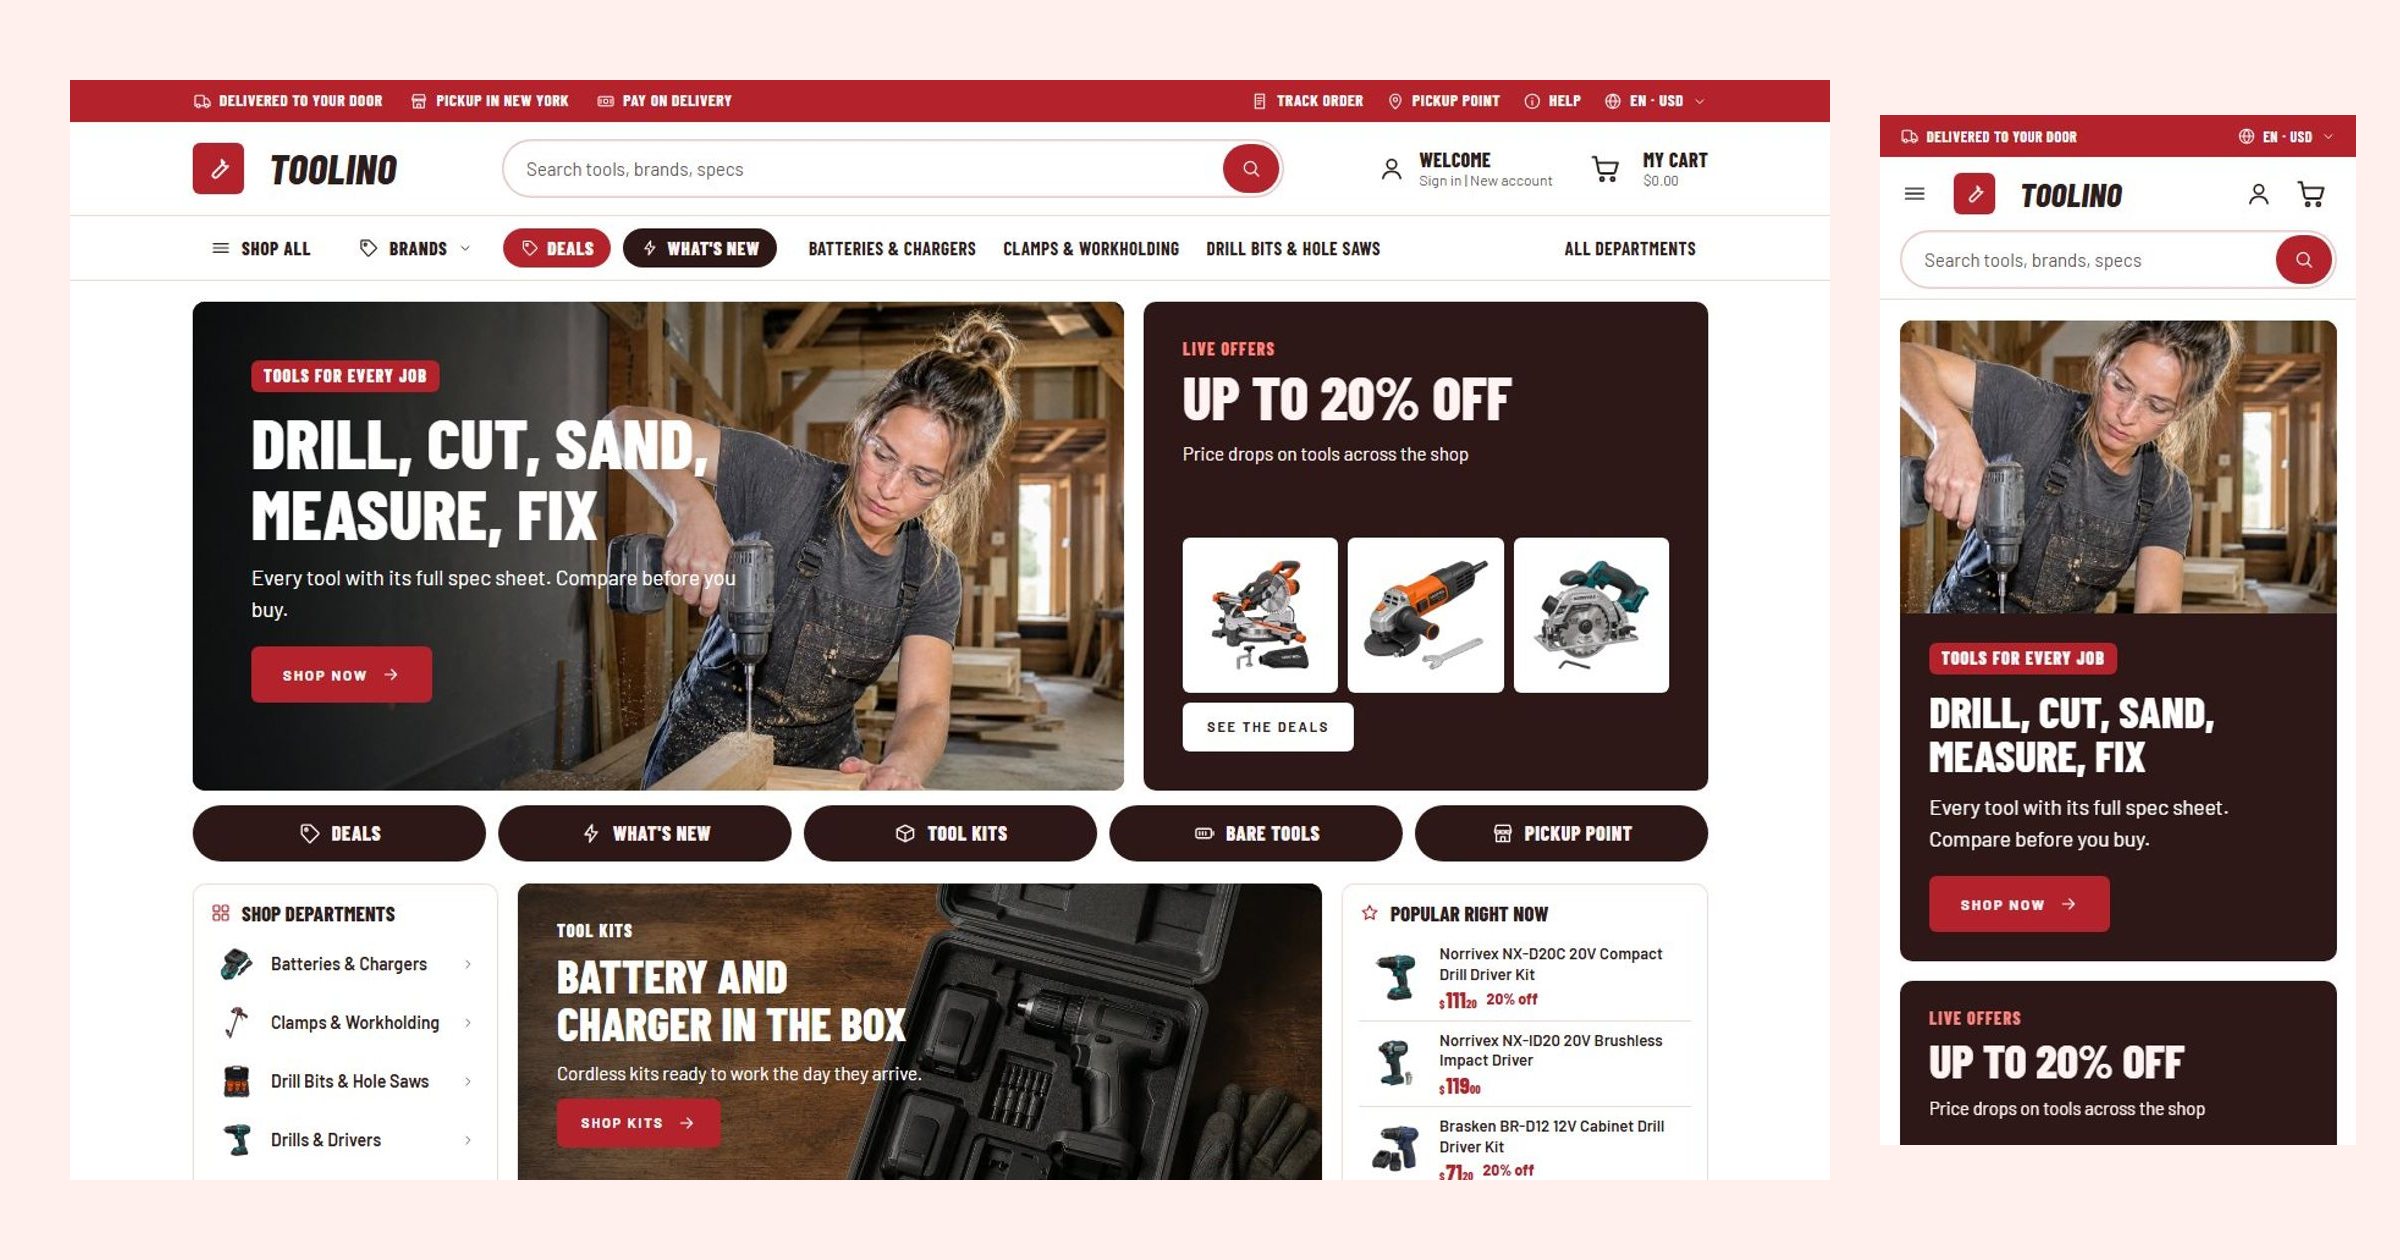 DELIVERED TO YOUR DOOR
PICKUP IN NEW YORK
PAY ON DELIVERY
TRACK ORDER
PICKUP POINT
HELP
EN · USD
TOOLINO
Search tools, brands, specs
WELCOME
Sign in | New account
MY CART
$0.00
SHOP ALL
BRANDS
DEALS
WHAT'S NEW
BATTERIES & CHARGERS
CLAMPS & WORKHOLDING
DRILL BITS & HOLE SAWS
ALL DEPARTMENTS
TOOLS FOR EVERY JOB
DRILL, CUT, SAND,
MEASURE, FIX
Every tool with its full spec sheet. Compare before you
buy.
SHOP NOW
LIVE OFFERS
UP TO 20% OFF
Price drops on tools across the shop
SEE THE DEALS
DEALS
WHAT'S NEW
TOOL KITS
BARE TOOLS
PICKUP POINT
SHOP DEPARTMENTS
Batteries & Chargers
Clamps & Workholding
Drill Bits & Hole Saws
Drills & Drivers
TOOL KITS
BATTERY AND
CHARGER IN THE BOX
Cordless kits ready to work the day they arrive.
SHOP KITS
POPULAR RIGHT NOW
Norrivex NX-D20C 20V Compact
Drill Driver Kit
$11120 20% off
Norrivex NX-ID20 20V Brushless
Impact Driver
$11900
Brasken BR-D12 12V Cabinet Drill
Driver Kit
$7120 20% off
DELIVERED TO YOUR DOOR
EN · USD
TOOLINO
Search tools, brands, specs
TOOLS FOR EVERY JOB
DRILL, CUT, SAND,
MEASURE, FIX
Every tool with its full spec sheet.
Compare before you buy.
SHOP NOW
LIVE OFFERS
UP TO 20% OFF
Price drops on tools across the shop